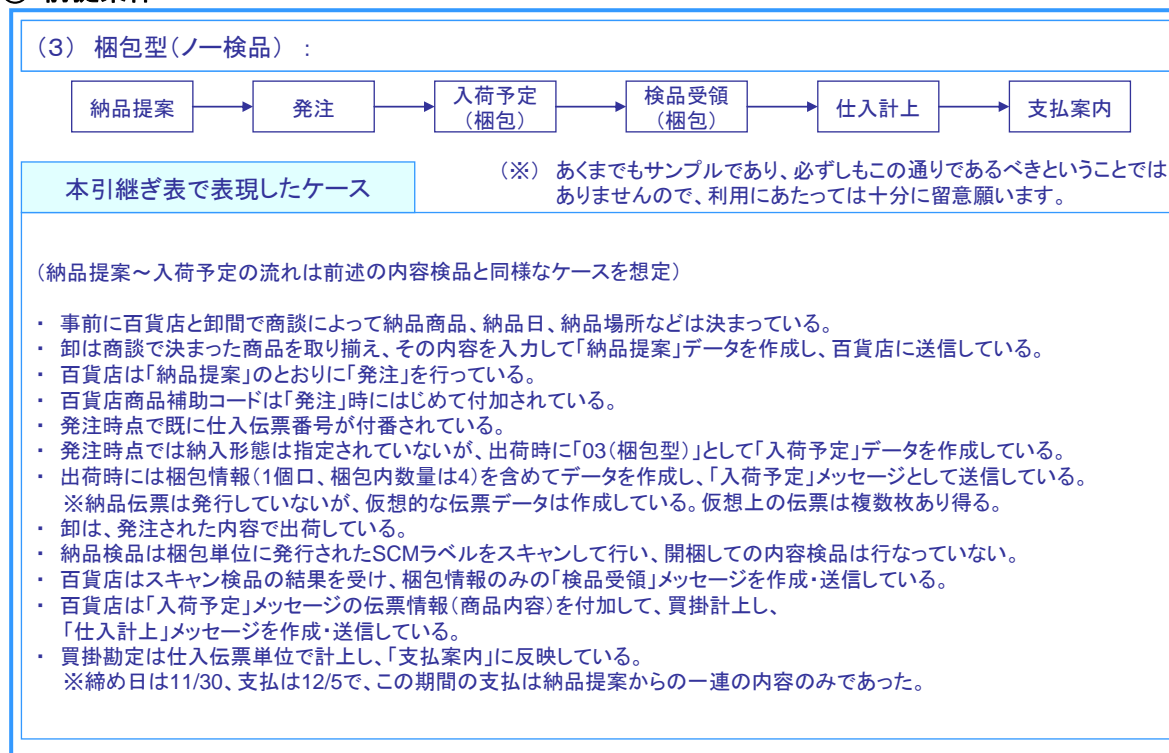 (3) 梱包型(ノー検品) :
納品提案
発注
入荷予定
(梱包)
検品受領
(梱包)
仕入計上
支払案内
本引継ぎ表で表現したケース
(※) あくまでもサンプルであり、必ずしもこの通りであるべきということでは
ありませんので、利用にあたっては十分に留意願います。
(納品提案~入荷予定の流れは前述の内容検品と同様なケースを想定)
・ 事前に百貨店と卸間で商談によって納品商品、納品日、納品場所などは決まっている。
・ 卸は商談で決まった商品を取り揃え、その内容を入力して「納品提案」データを作成し、百貨店に送信している。
・ 百貨店は「納品提案」のとおりに「発注」を行っている。
・ 百貨店商品補助コードは「発注」時にはじめて付加されている。
・ 発注時点で既に仕入伝票番号が付番されている。
・ 発注時点では納入形態は指定されていないが、出荷時に「03(梱包型)」として「入荷予定」データを作成している。
・ 出荷時には梱包情報(1個口、梱包内数量は4)を含めてデータを作成し、「入荷予定」メッセージとして送信している。
※納品伝票は発行していないが、仮想的な伝票データは作成している。仮想上の伝票は複数枚あり得る。
・ 卸は、発注された内容で出荷している。
・ 納品検品は梱包単位に発行されたSCMラベルをスキャンして行い、開梱しての内容検品は行なっていない。
・ 百貨店はスキャン検品の結果を受け、梱包情報のみの「検品受領」メッセージを作成・送信している。
・ 百貨店は「入荷予定」メッセージの伝票情報(商品内容)を付加して、買掛計上し、
「仕入計上」メッセージを作成・送信している。
・ 買掛勘定は仕入伝票単位で計上し、「支払案内」に反映している。
※締め日は11/30、支払は12/5で、この期間の支払は納品提案からの一連の内容のみであった。